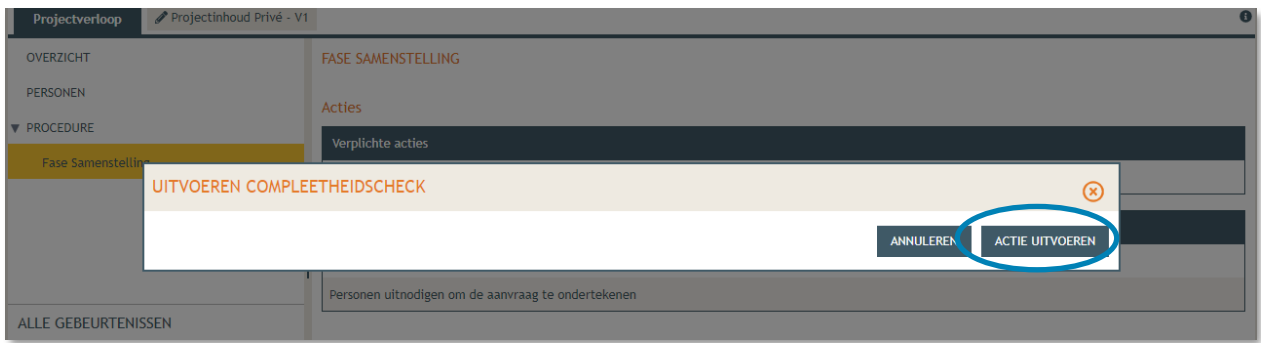 Projectverloop
Projectinhoud Privé - V1
OVERZICHT
PERSONEN
PROCEDURE
Fase Samenstelling
ALLE GEBEURTENISSEN
FASE SAMENSTELLING
Acties
Verplichte acties
UITVOEREN COMPLEETHEIDSCHECK
ANNULEREN
ACTIE UITVOEREN
Personen uitnodigen om de aanvraag te ondertekenen